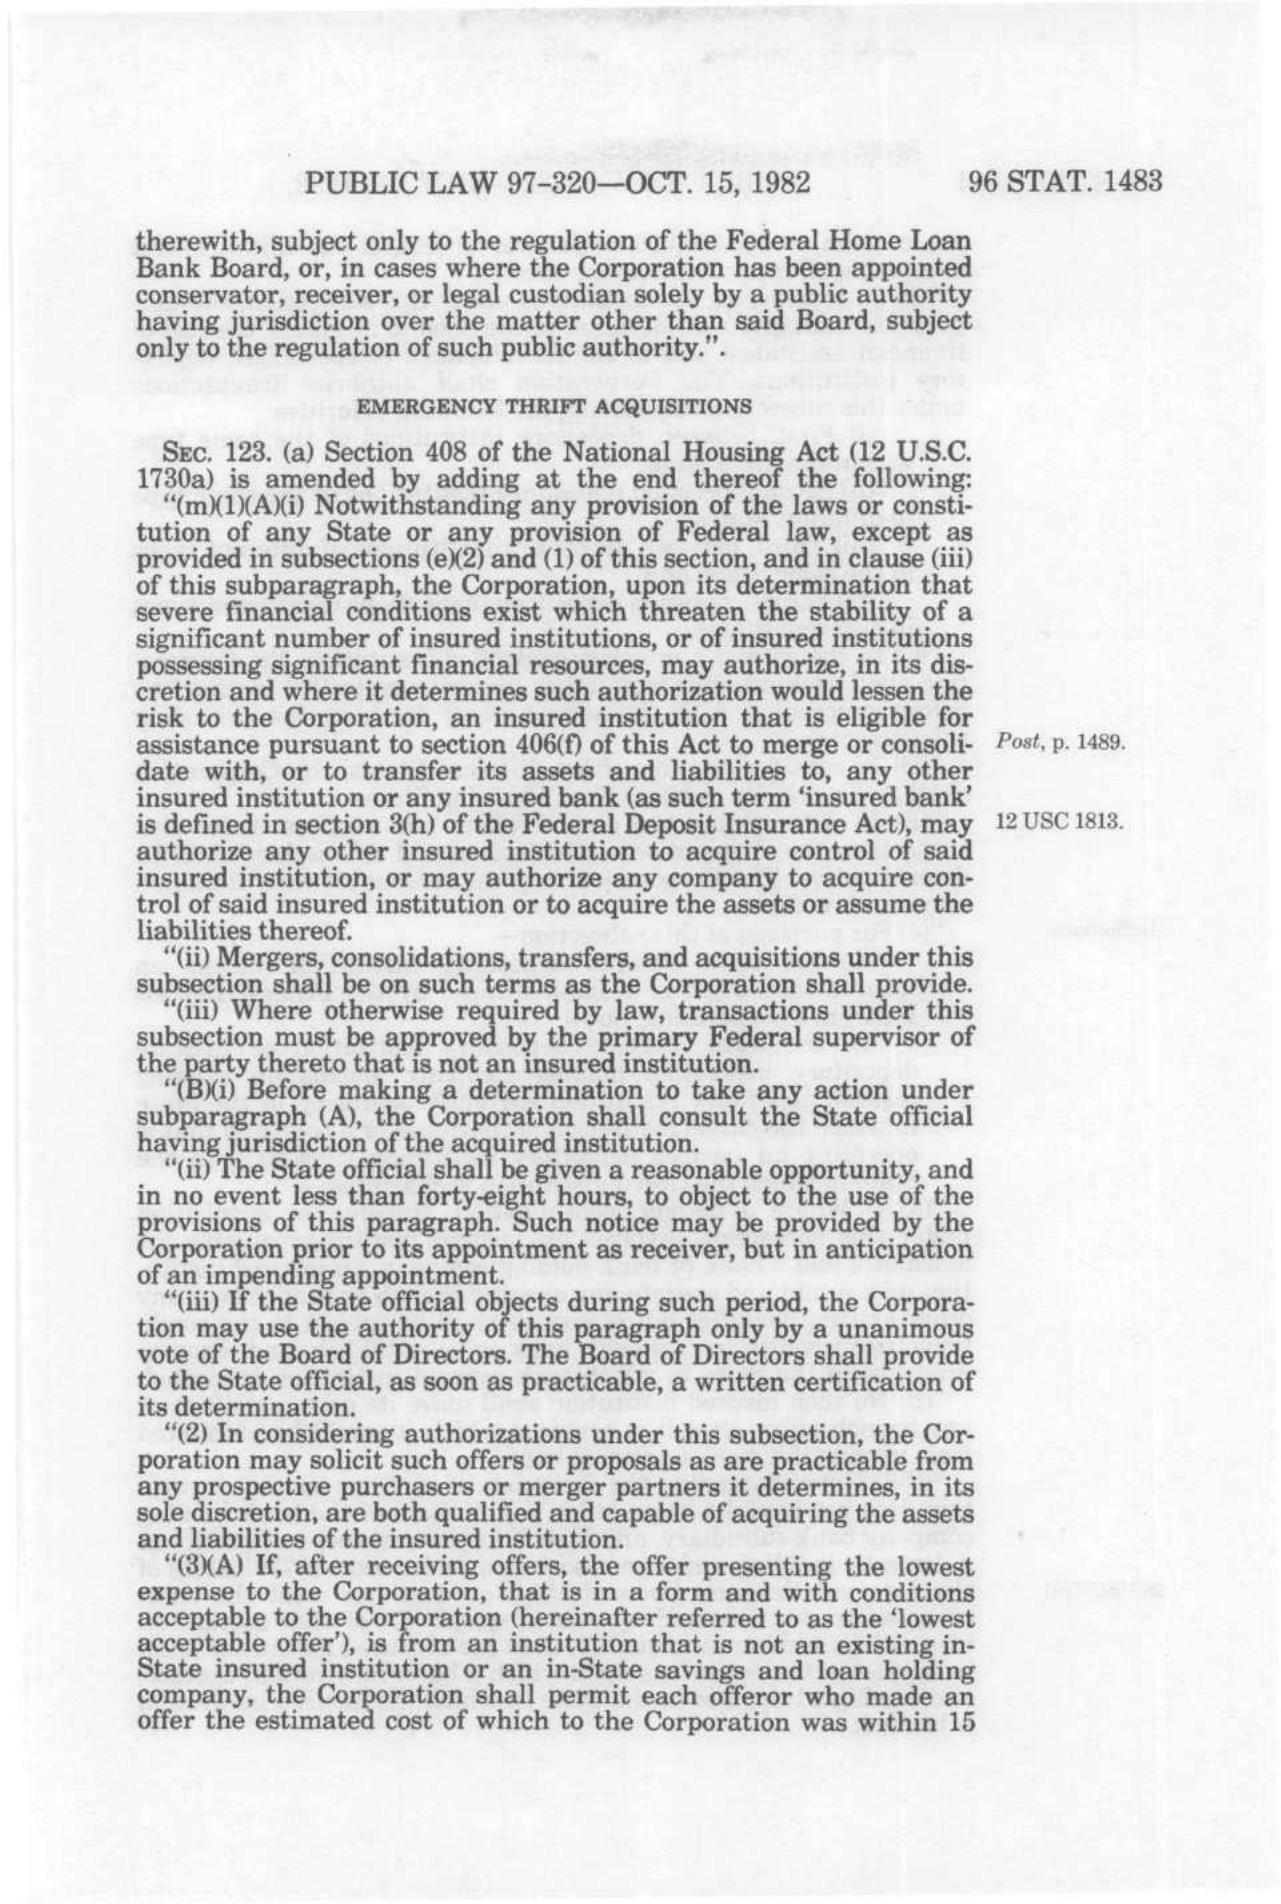 PUBLIC LAW 97-320—OCT. 15, 1982 96 STAT. 1483
therewith, subject only to the regulation of the Federal Home Loan
Bank Board, or, in cases where the Corporation has been appointed
conservator, receiver, or legal custodian solely by a public authority
having jurisdiction over the matter other than said Board, subject
only to the regulation of such public authority.".
EMERGENCY THRIFT ACQUISITIONS
SEC. 123. (a) Section 408 of the National Housing Act (12 U.S.C.
1730a) is amended by adding at the end thereof the following:
"(m)(1)(A)(i) Notwithstanding any provision of the laws or consti-
tution of any State or any provision of Federal law, except as
provided in subsections (e)(2) and (1) of this section, and in clause (iii)
of this subparagraph, the Corporation, upon its determination that
severe financial conditions exist which threaten the stability of a
significant number of insured institutions, or of insured institutions
possessing significant financial resources, may authorize, in its dis-
cretion and where it determines such authorization would lessen the
risk to the Corporation, an insured institution that is eligible for
assistance pursuant to section 406(f) of this Act to merge or consoli- Post, p. 1489.
date with, or to transfer its assets and liabilities to, any other
insured institution or any insured bank (as such term 'insured bank'
is defined in section 3(h) of the Federal Deposit Insurance Act), may 12 USC 1813.
authorize any other insured institution to acquire control of said
insured institution, or may authorize any company to acquire con-
trol of said insured institution or to acquire the assets or assume the
liabilities thereof.
"(ii) Mergers, consolidations, transfers, and acquisitions under this
subsection shall be on such terms as the Corporation shall provide.
"(iii) Where otherwise required by law, transactions under this
subsection must be approved by the primary Federal supervisor of
the party thereto that is not an insured institution.
"(B)(i) Before making a determination to take any action under
subparagraph (A), the Corporation shall consult the State official
having jurisdiction of the acquired institution.
"(ii) The State official shall be given a reasonable opportunity, and
in no event less than forty-eight hours, to object to the use of the
provisions of this paragraph. Such notice may be provided by the
Corporation prior to its appointment as receiver, but in anticipation
of an impending appointment.
"(iii) If the State official objects during such period, the Corpora-
tion may use the authority of this paragraph only by a unanimous
vote of the Board of Directors. The Board of Directors shall provide
to the State official, as soon as practicable, a written certification of
its determination.
"(2) In considering authorizations under this subsection, the Cor-
poration may solicit such offers or proposals as are practicable from
any prospective purchasers or merger partners it determines, in its
sole discretion, are both qualified and capable of acquiring the assets
and liabilities of the insured institution.
"(3)(A) If, after receiving offers, the offer presenting the lowest
expense to the Corporation, that is in a form and with conditions
acceptable to the Corporation (hereinafter referred to as the 'lowest
acceptable offer'), is from an institution that is not an existing in-
State insured institution or an in-State savings and loan holding
company, the Corporation shall permit each offeror who made an
offer the estimated cost of which to the Corporation was within 15